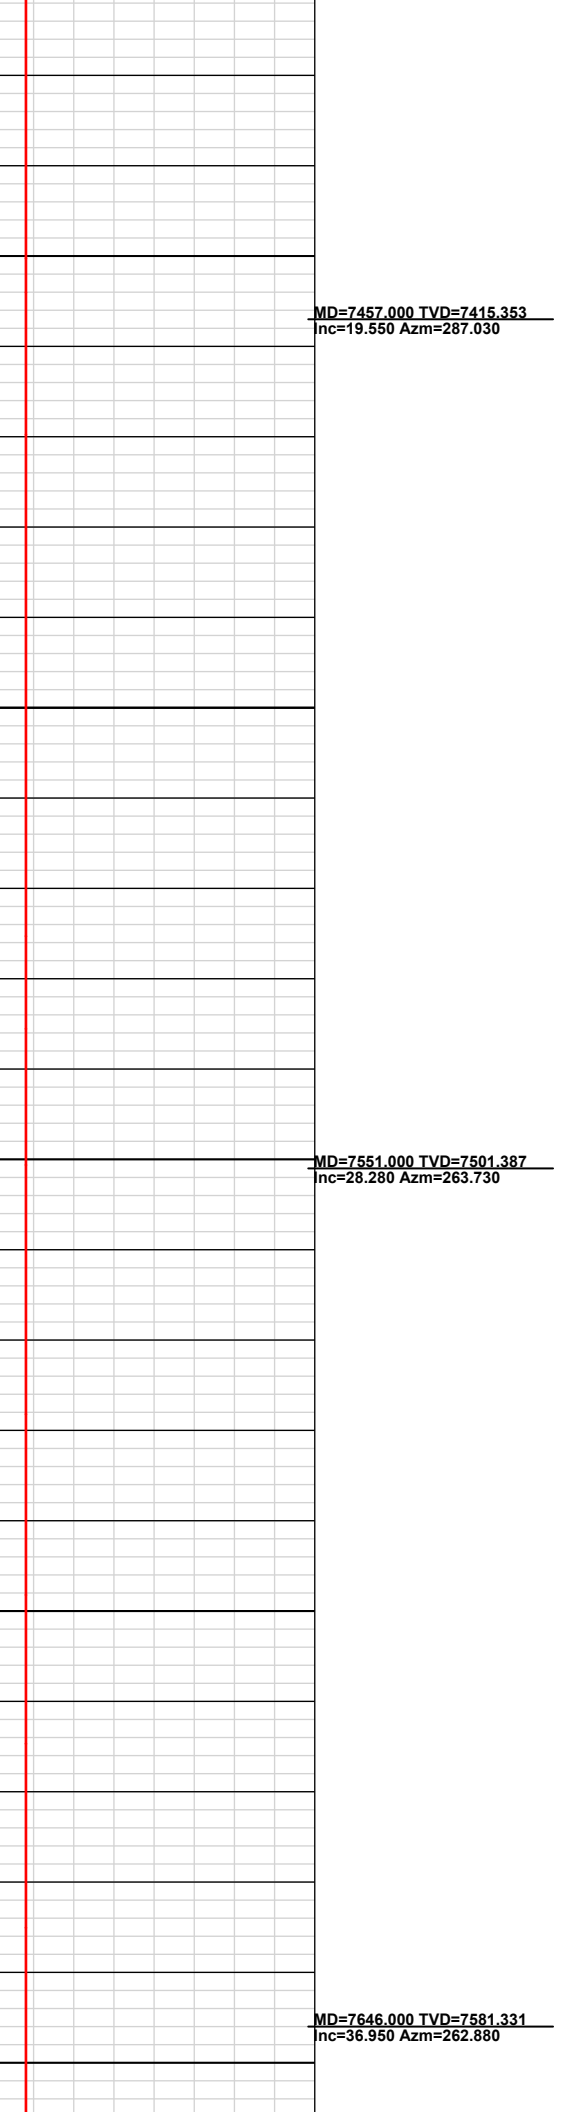 MD=7457.000 TVD=7415.353
Inc=19.550 Azm=287.030
MD=7551.000 TVD=7501.387
Inc=28.280 Azm=263.730
MD=7646.000 TVD=7581.331
Inc=36.950 Azm=262.880